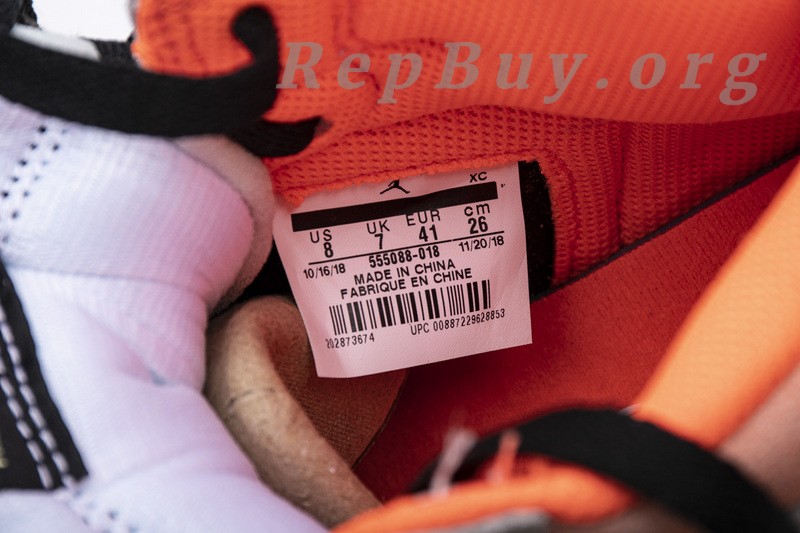 RepBuy.org
XC
US UK EUR cm
8 7 41 26
10/16/18 555088-018 11/20/18
MADE IN CHINA
FABRIQUE EN CHINE
202873674 UPC 00887229628853